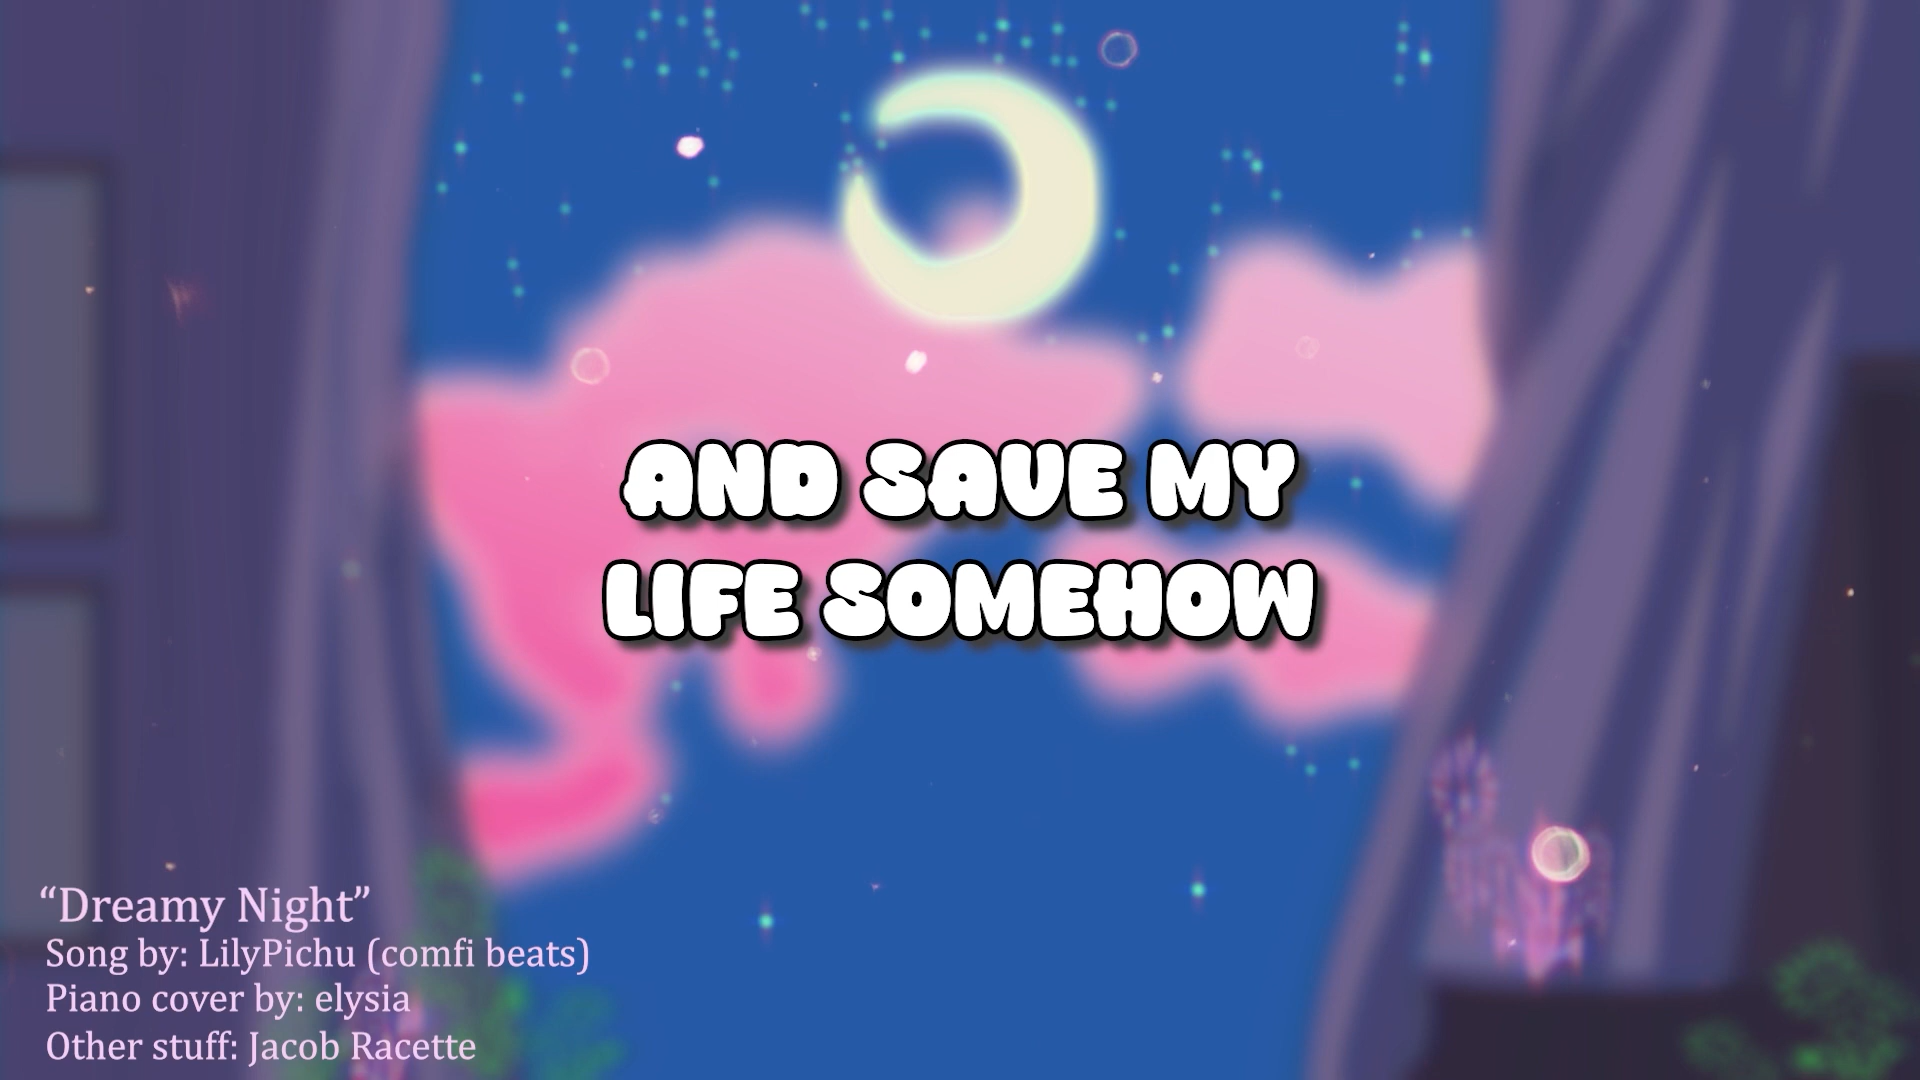 AND SAVE MY
LIFE SOMEHOW
“Dreamy Night”
Song by: LilyPichu (comfi beats)
Piano cover by: elysia
Other stuff: Jacob Racette